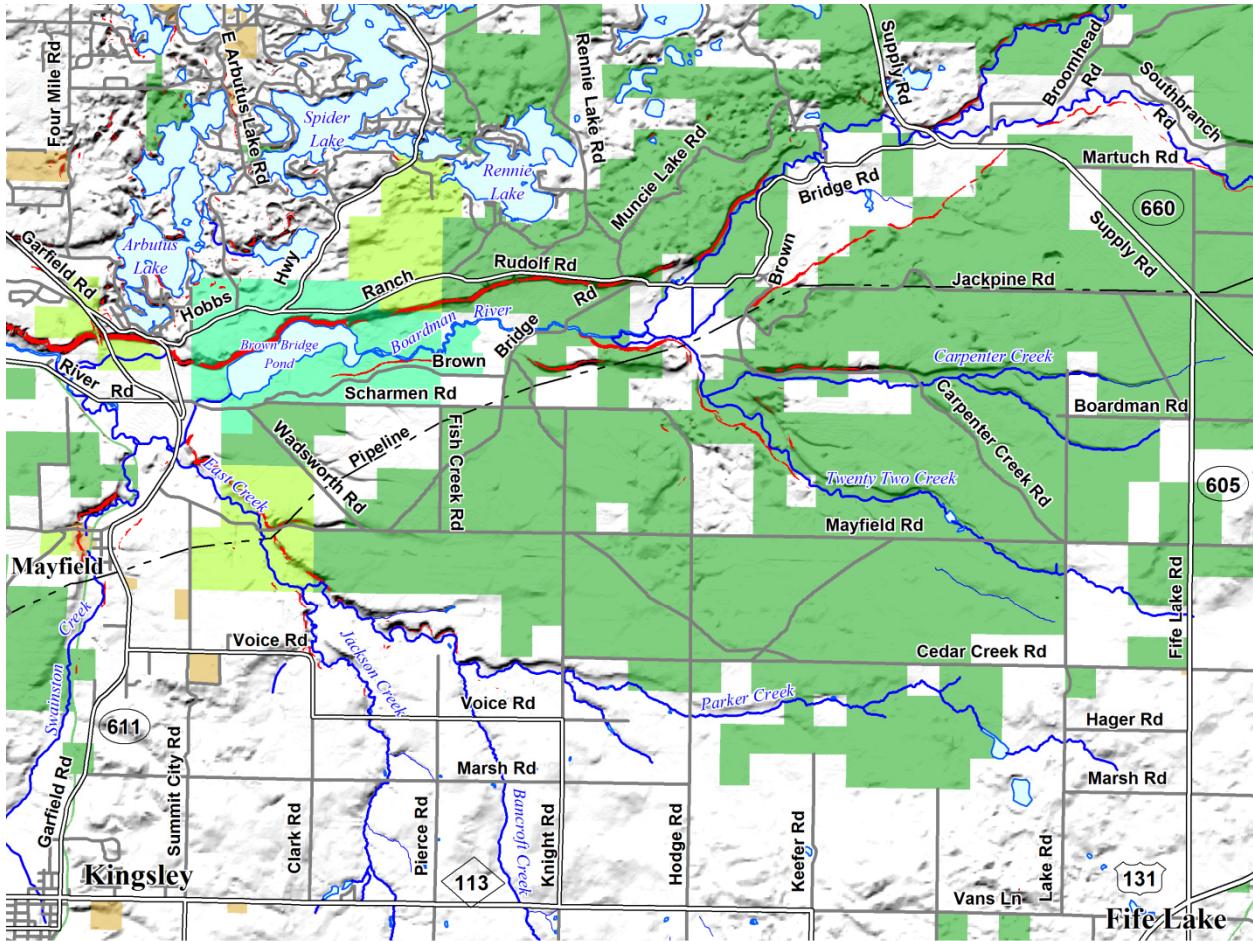 Four Mile Rd
E Arbutus Lake Rd
Spider
Lake
Rennie Lake Rd
Supply Rd
Broomhead
Rd
Southbranch
Rd
Martuch Rd
Rennie
Lake
Muncie Lake Rd
Bridge Rd
660
Arbutus
Lake
Garfield Rd
Hwy
Hobbs
Ranch
Rudolf Rd
Rd
Brown
Supply Rd
Jackpine Rd
Boardman River
Bridge
Brown Bridge
Pond
Brown
Carpenter Creek
River
Rd
Scharmen Rd
Boardman Rd
Carpenter Creek Rd
Wadsworth Rd
Pipeline
Fish Creek Rd
East Creek
Twenty Two Creek
605
Mayfield Rd
Mayfield
Fife Lake Rd
Creek
Swainston
Voice Rd
Jackson Creek
Cedar Creek Rd
Parker Creek
Voice Rd
Hager Rd
611
Garfield Rd
Summit City Rd
Marsh Rd
Marsh Rd
Clark Rd
Pierce Rd
Bancroft Creek
Knight Rd
Hodge Rd
Keefer Rd
Lake Rd
Kingsley
113
131
Vans Ln
Fife Lake